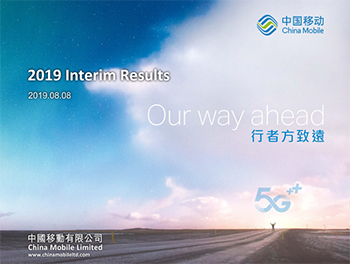 中国移动
China Mobile
2019 Interim Results
2019.08.08
Our way ahead
行者方致遠
5G++
中國移動有限公司
China Mobile Limited
www.chinamobileltd.com